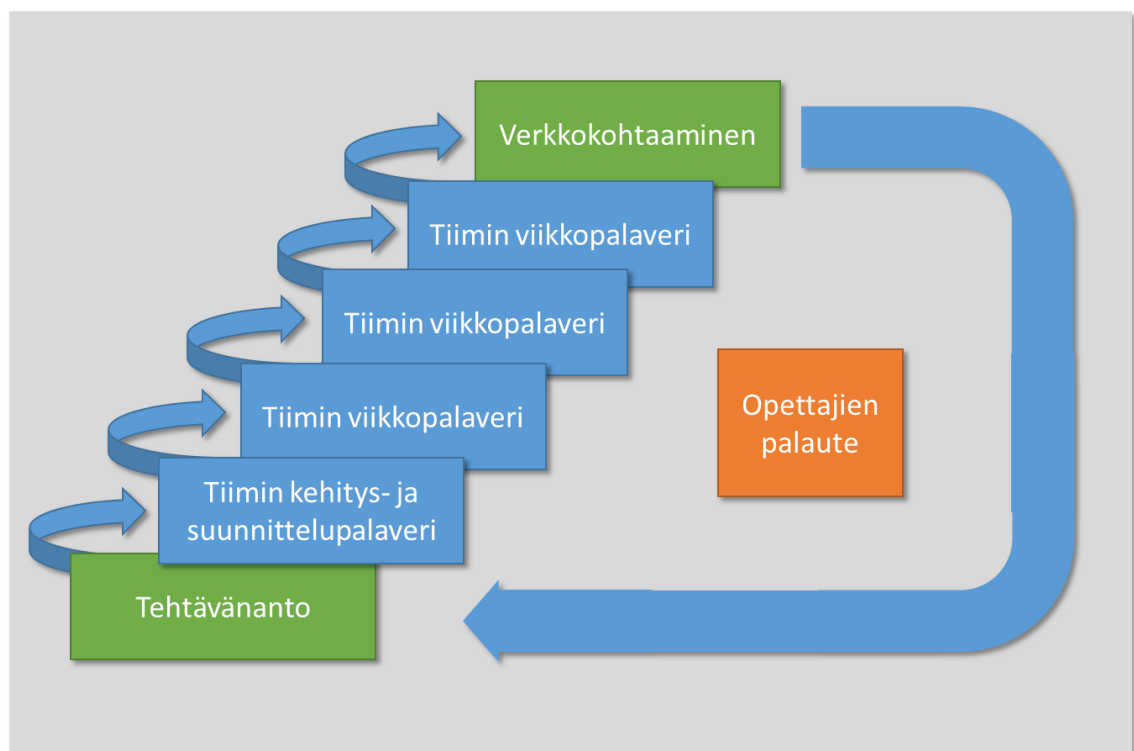 Verkkokohtaaminen
Tiimin viikkopalaveri
Tiimin viikkopalaveri
Tiimin viikkopalaveri
Tiimin kehitys- ja
suunnittelupalaveri
Tehtävänanto
Opettajien
palaute